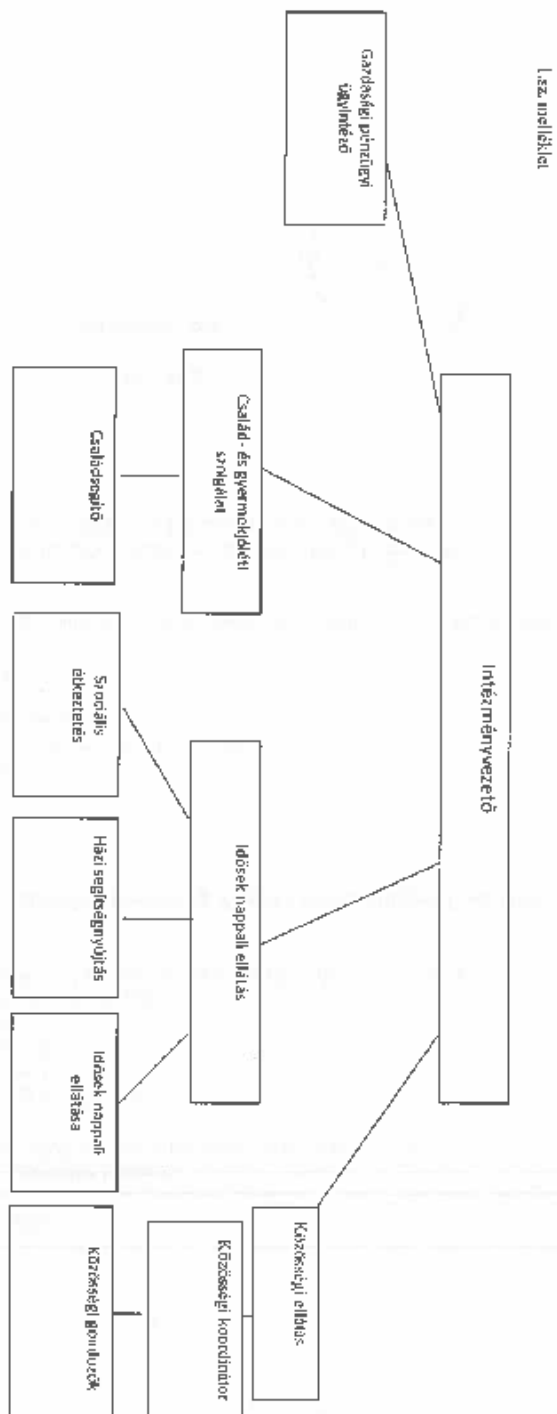 1.sz. melléklet
Intézményvezető
Gazdasági pénzügyi
ügyintéző
Család - és gyermekjóléti
szolgálat
Idősek nappali ellátás
Közösségi ellátás
Közösségi koordinátor
Családsegítő
Szociális
étkeztetés
Házi segítségnyújtás
Idősek nappali
ellátása
Közösségi gondozók